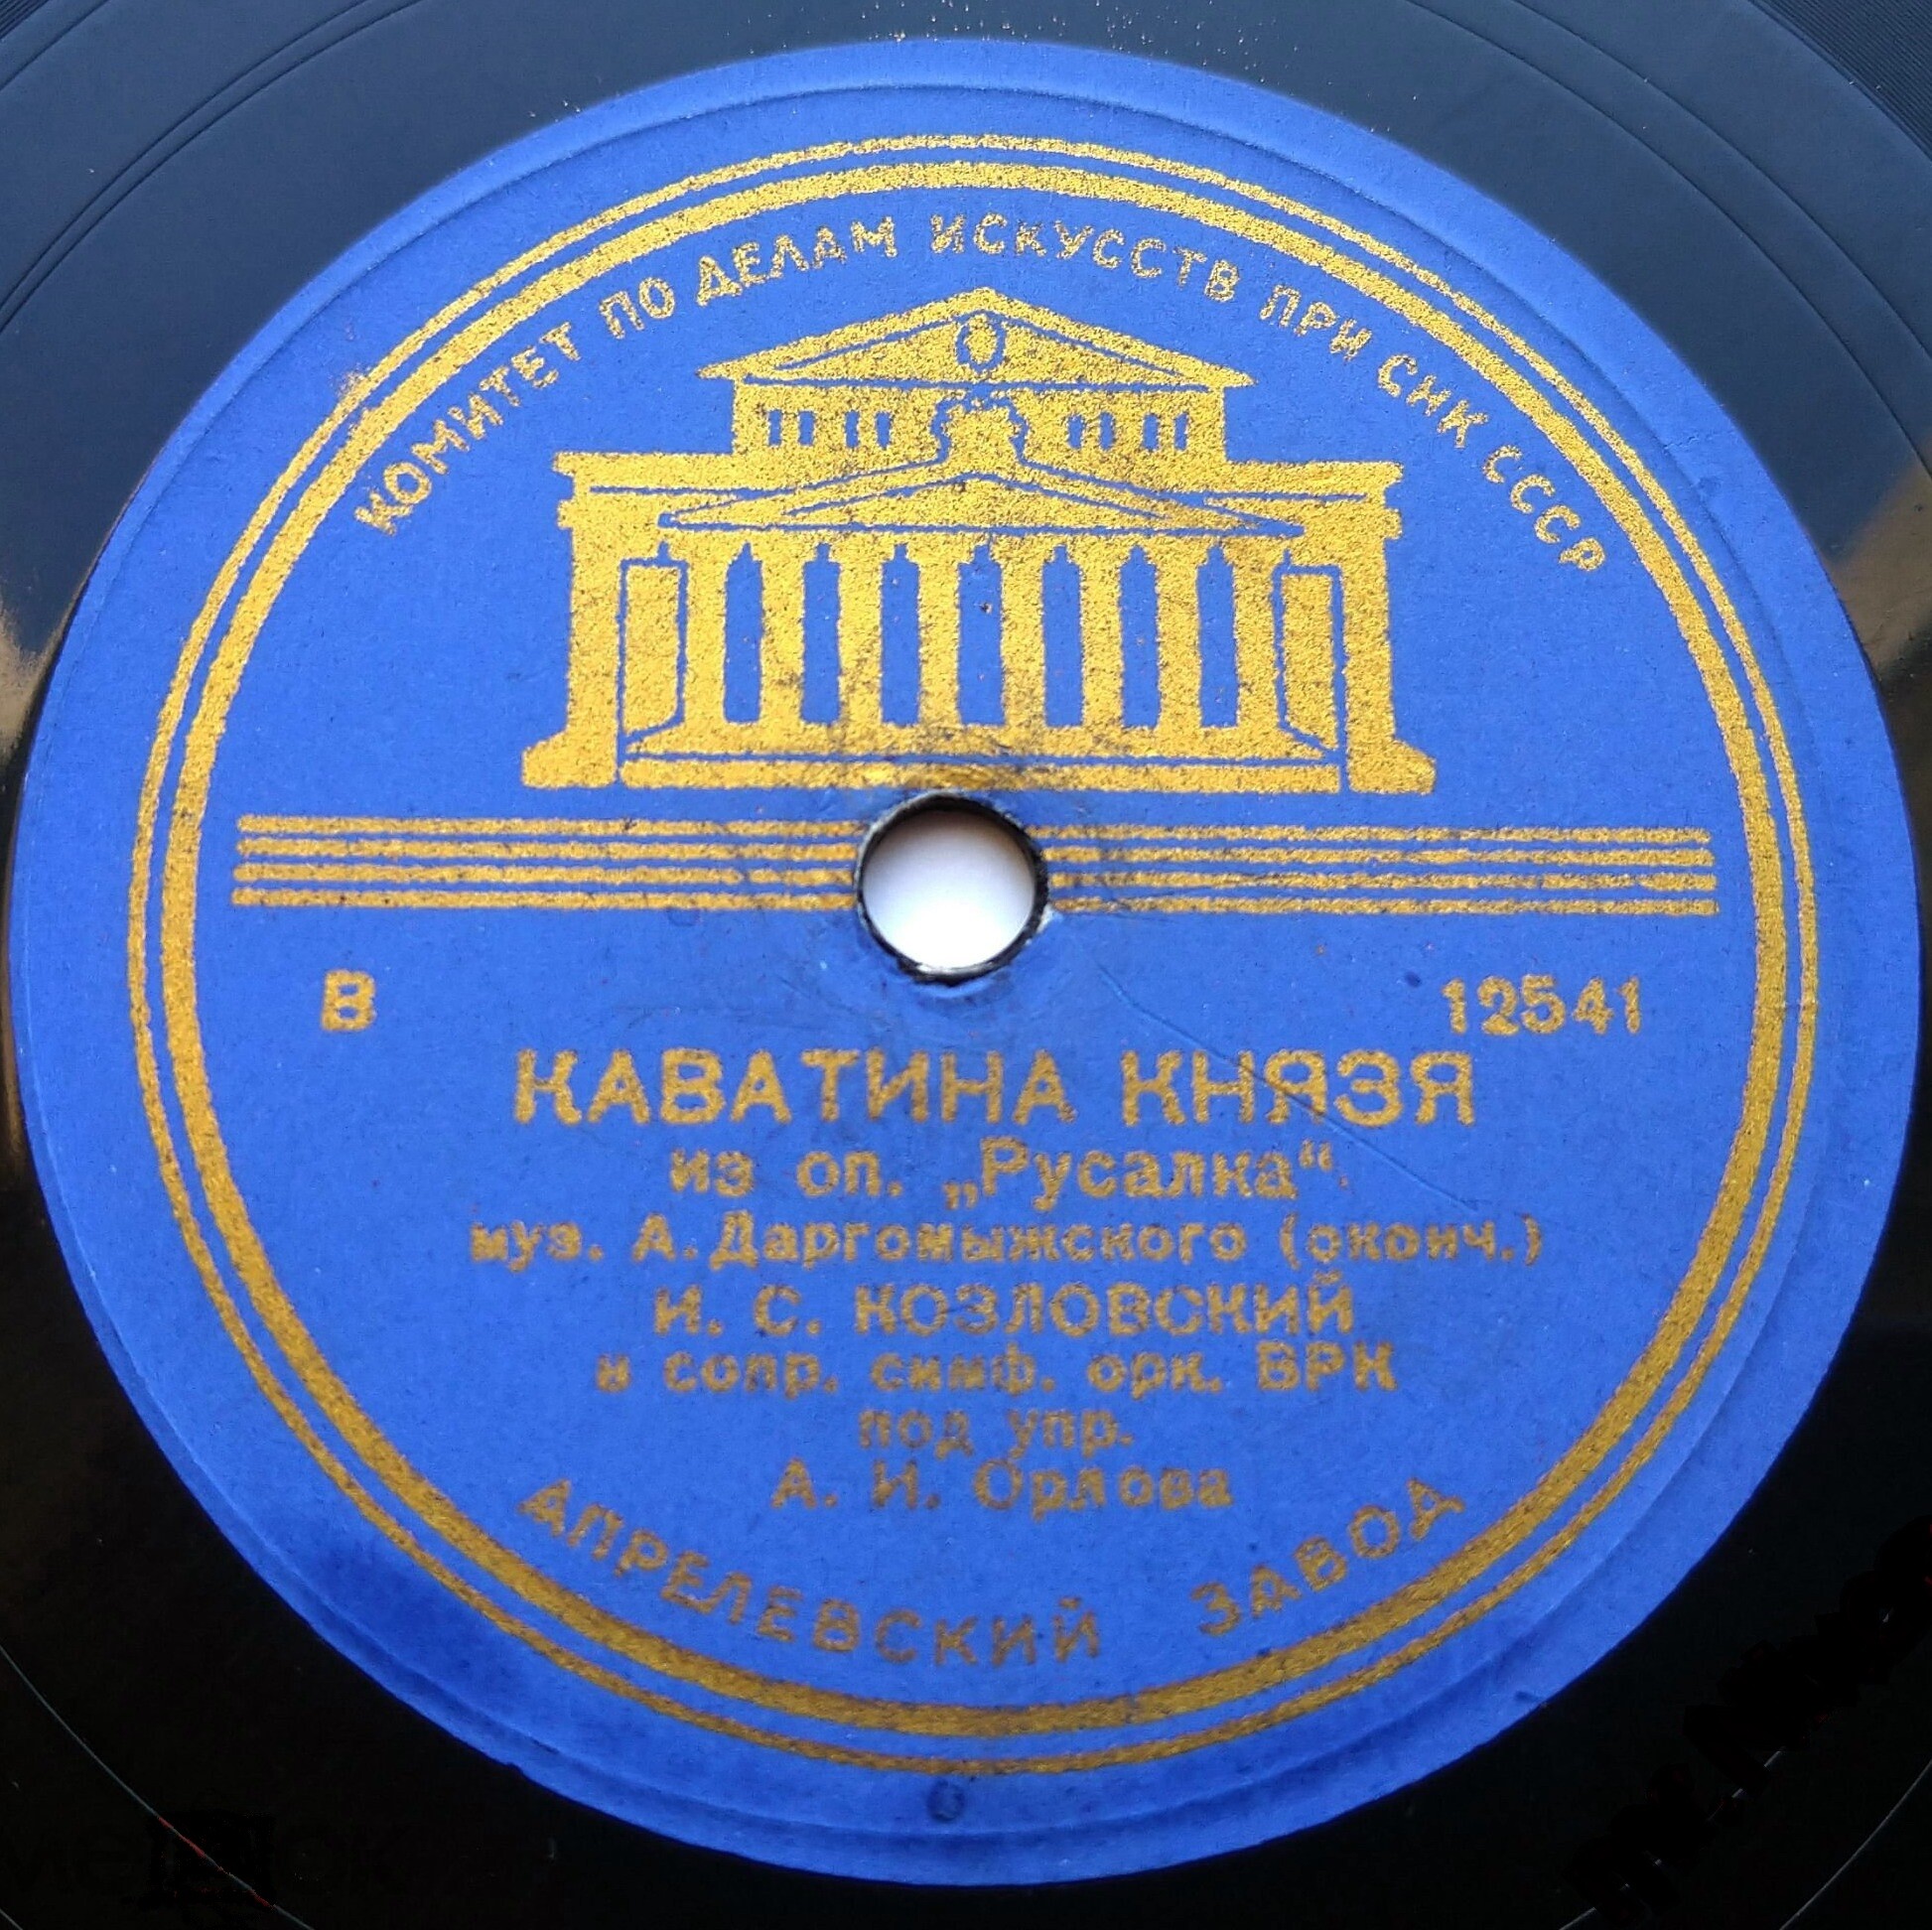 КОМИТЕТ ПО ДЕЛАМ ИСКУССТВ ПРИ СНК СССР
В 12541
КАВАТИНА КНЯЗЯ
из оп. „Русалка“
муз. А. Даргомыжского (оконч.)
И. С. КОЗЛОВСКИЙ
в сопр. симф. орк. ВРК
под упр.
А. И. Орлова
АПРЕЛЕВСКИЙ ЗАВОД